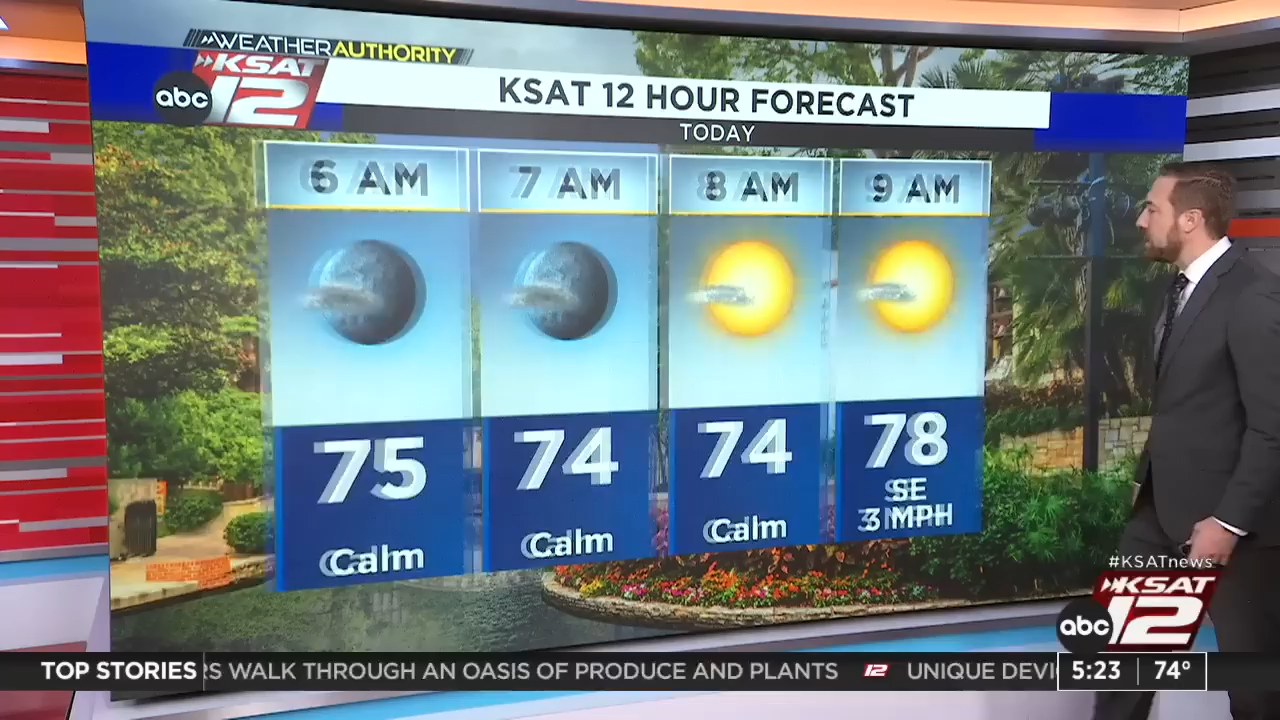 WEATHERAUTHORITY
KSAT
abc 12
KSAT 12 HOUR FORECAST
TODAY
6 AM
7 AM
8 AM
9 AM
75
74
74
78
Calm
Calm
Calm
SE
3 MPH
#KSATnews
KSAT
abc 12
TOP STORIES
RS WALK THROUGH AN OASIS OF PRODUCE AND PLANTS 12 UNIQUE DEVI
5:23 74°